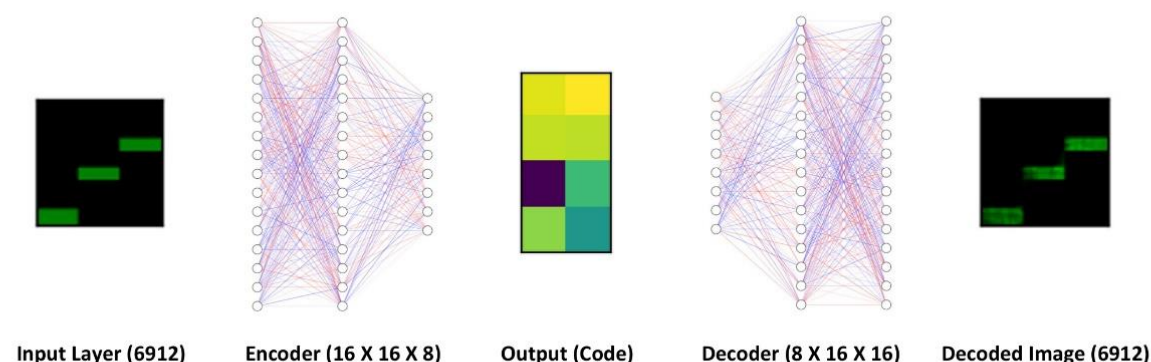 Input Layer (6912) Encoder (16 X 16 X 8) Output (Code) Decoder (8 X 16 X 16) Decoded Image (6912)